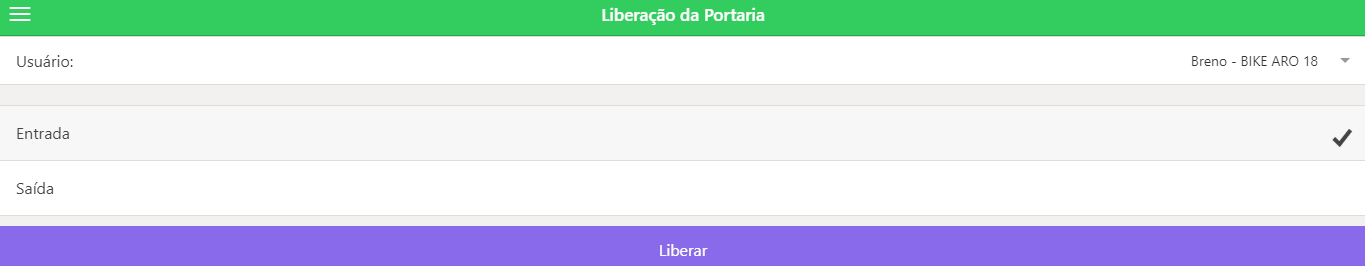 Liberação da Portaria
Usuário: Breno - BIKE ARO 18
Entrada
Saída
Liberar